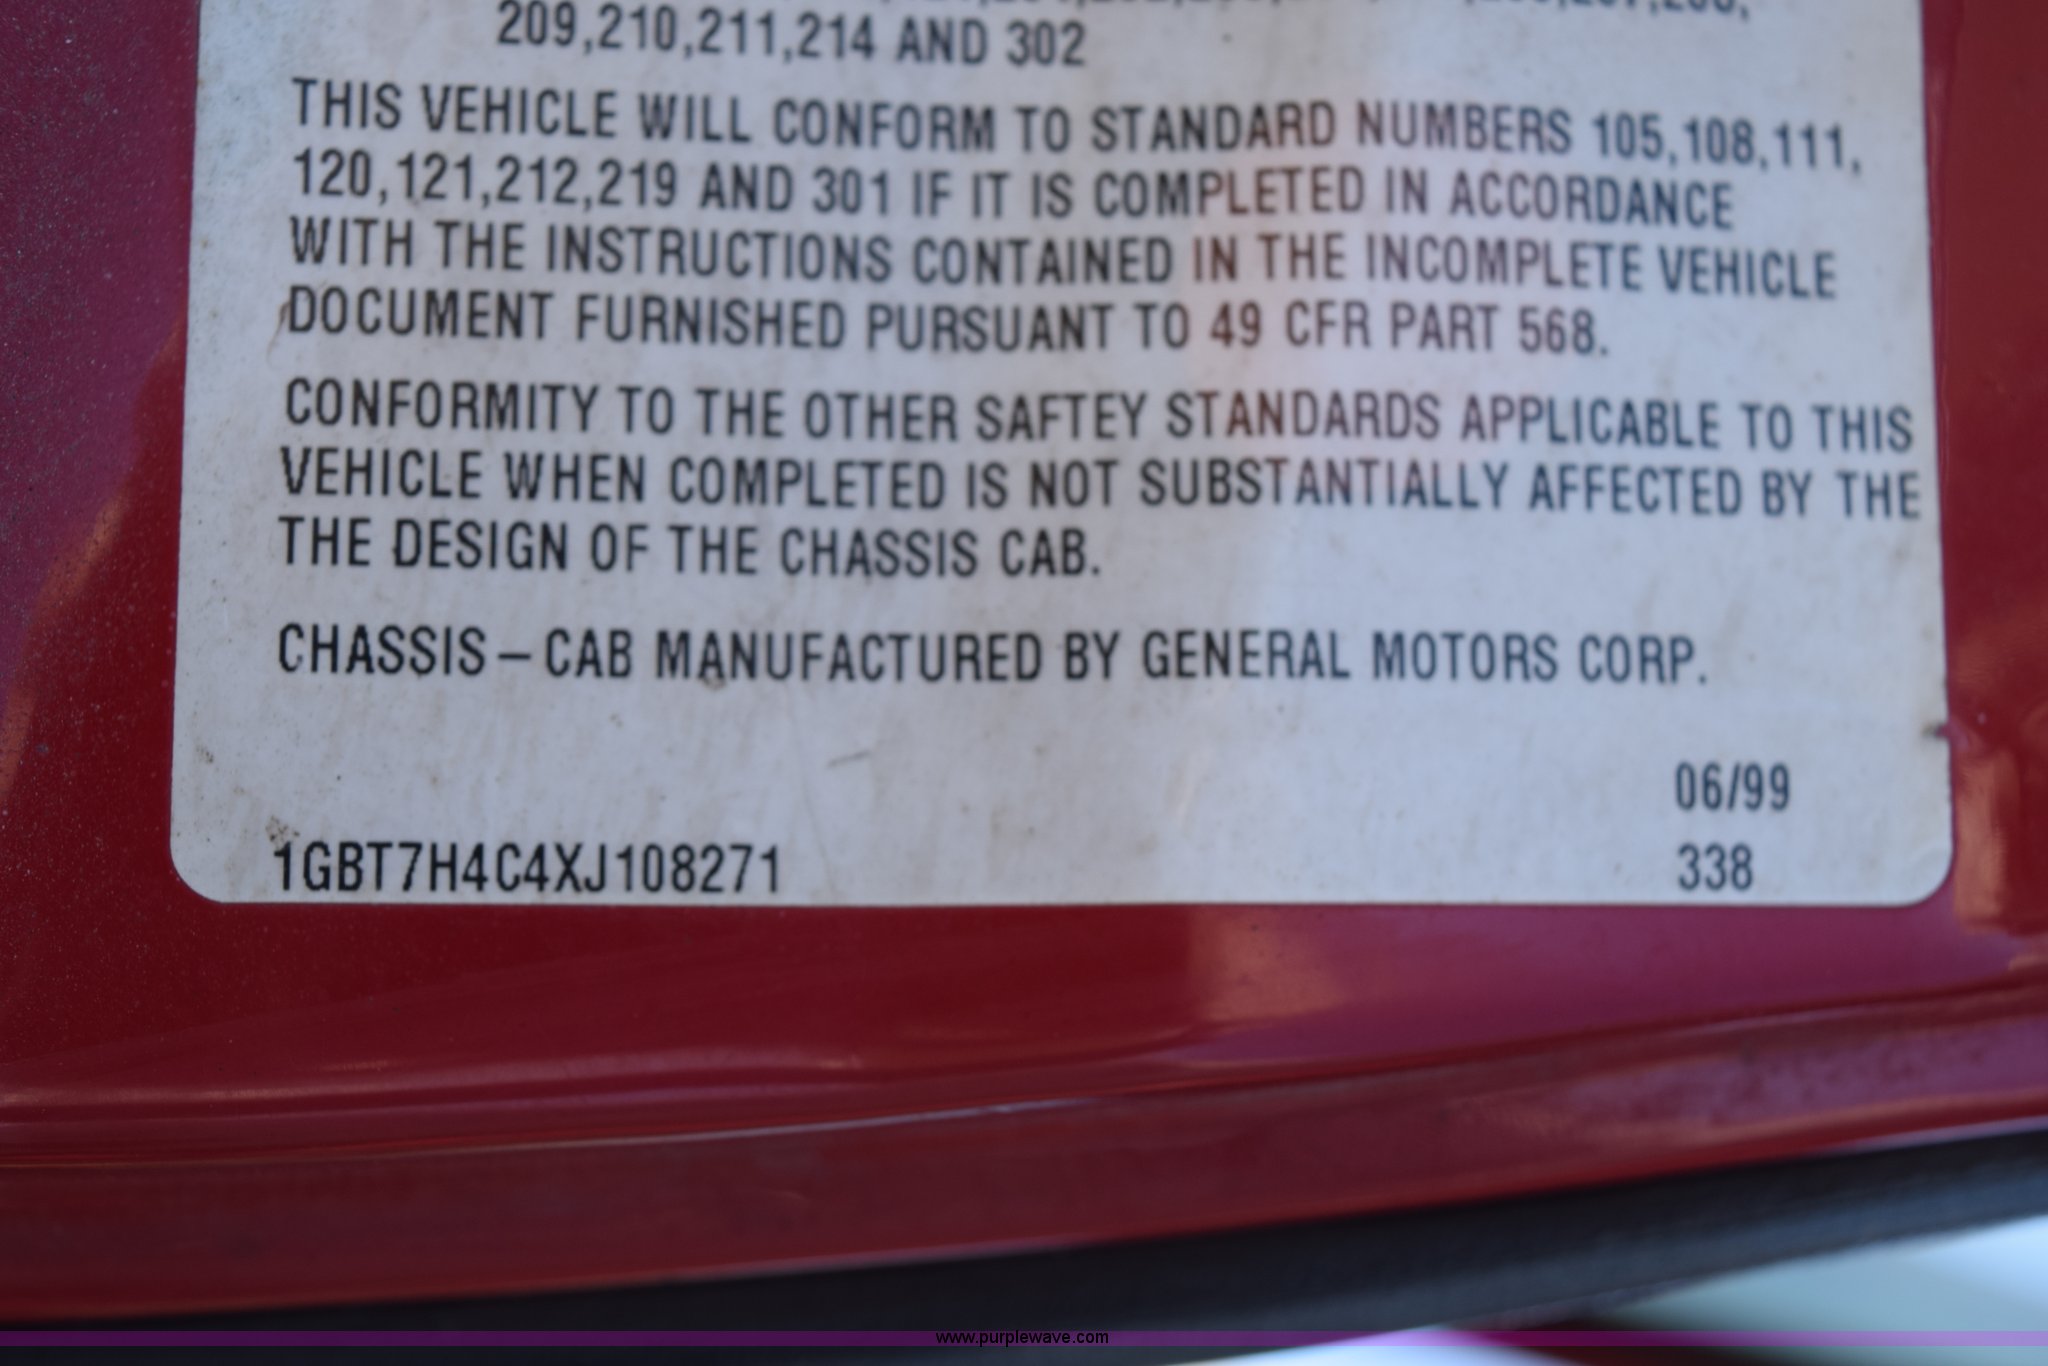 209,210,211,214 AND 302
THIS VEHICLE WILL CONFORM TO STANDARD NUMBERS 105,108,111,
120,121,212,219 AND 301 IF IT IS COMPLETED IN ACCORDANCE
WITH THE INSTRUCTIONS CONTAINED IN THE INCOMPLETE VEHICLE
DOCUMENT FURNISHED PURSUANT TO 49 CFR PART 568.
CONFORMITY TO THE OTHER SAFTEY STANDARDS APPLICABLE TO THIS
VEHICLE WHEN COMPLETED IS NOT SUBSTANTIALLY AFFECTED BY THE
THE DESIGN OF THE CHASSIS CAB.
CHASSIS – CAB MANUFACTURED BY GENERAL MOTORS CORP.
06/99
1GBT7H4C4XJ108271 338
www.purplewave.com